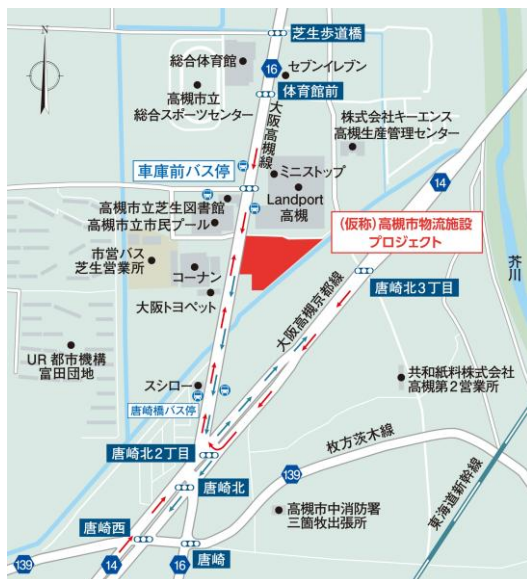 N
芝生歩道橋
総合体育館
16
セブンイレブン
高槻市立
総合スポーツセンター
体育館前
大阪高槻線
株式会社キーエンス
高槻生産管理センター
車庫前バス停
ミニストップ
Landport
高槻
14
高槻市立芝生図書館
高槻市立市民プール
(仮称)高槻市物流施設
プロジェクト
市営バス
芝生営業所
コーナン
大阪トヨペット
大阪高槻京都線
唐崎北3丁目
芥川
UR都市機構
富田団地
スシロー
唐崎橋バス停
共和紙料株式会社
高槻第2営業所
唐崎北2丁目
枚方茨木線
139
唐崎北
東海道新幹線
高槻市中消防署
三箇牧出張所
唐崎西
唐崎
139
14
16